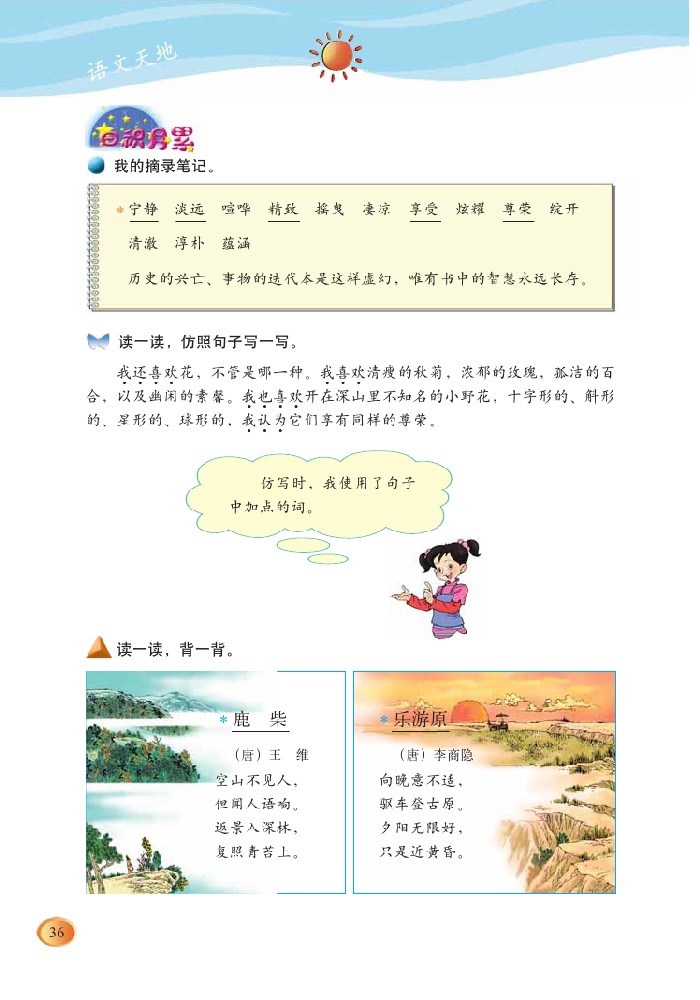 语文天地
日积月累
我的摘录笔记。
*宁静 淡远 喧哗 精致 摇曳 凄凉 享受 炫耀 尊荣 绽开
清澈 淳朴 蕴涵
历史的兴亡、事物的迭代本是这样虚幻，唯有书中的智慧永远长存。
读一读，仿照句子写一写。
我还喜欢花，不管是哪一种。我喜欢清瘦的秋菊，浓郁的玫瑰，孤洁的百
合，以及幽闲的素馨。我也喜欢开在深山里不知名的小野花，十字形的、斛形
的、星形的、球形的，我认为它们享有同样的尊荣。
仿写时，我使用了句子
中加点的词。
读一读，背一背。
*鹿 柴
（唐）王 维
空山不见人，
但闻人语响。
返景入深林，
复照青苔上。
*乐游原
（唐）李商隐
向晚意不适，
驱车登古原。
夕阳无限好，
只是近黄昏。
36